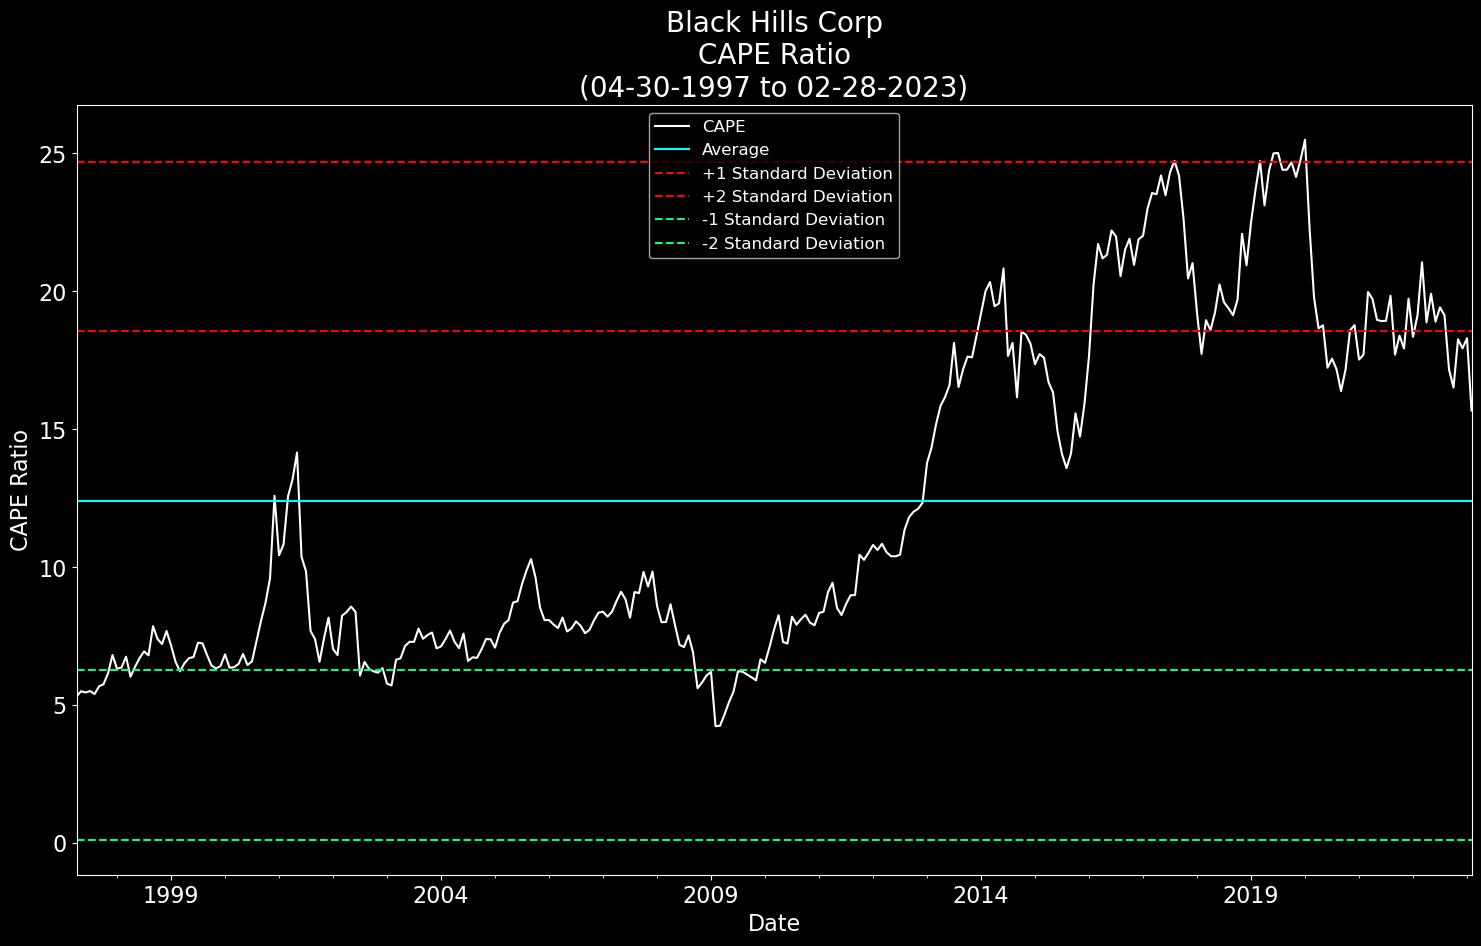 Black Hills Corp
CAPE Ratio
(04-30-1997 to 02-28-2023)
CAPE
Average
+1 Standard Deviation
+2 Standard Deviation
-1 Standard Deviation
-2 Standard Deviation
CAPE Ratio
25
20
15
10
5
0
1999
2004
2009
2014
2019
Date